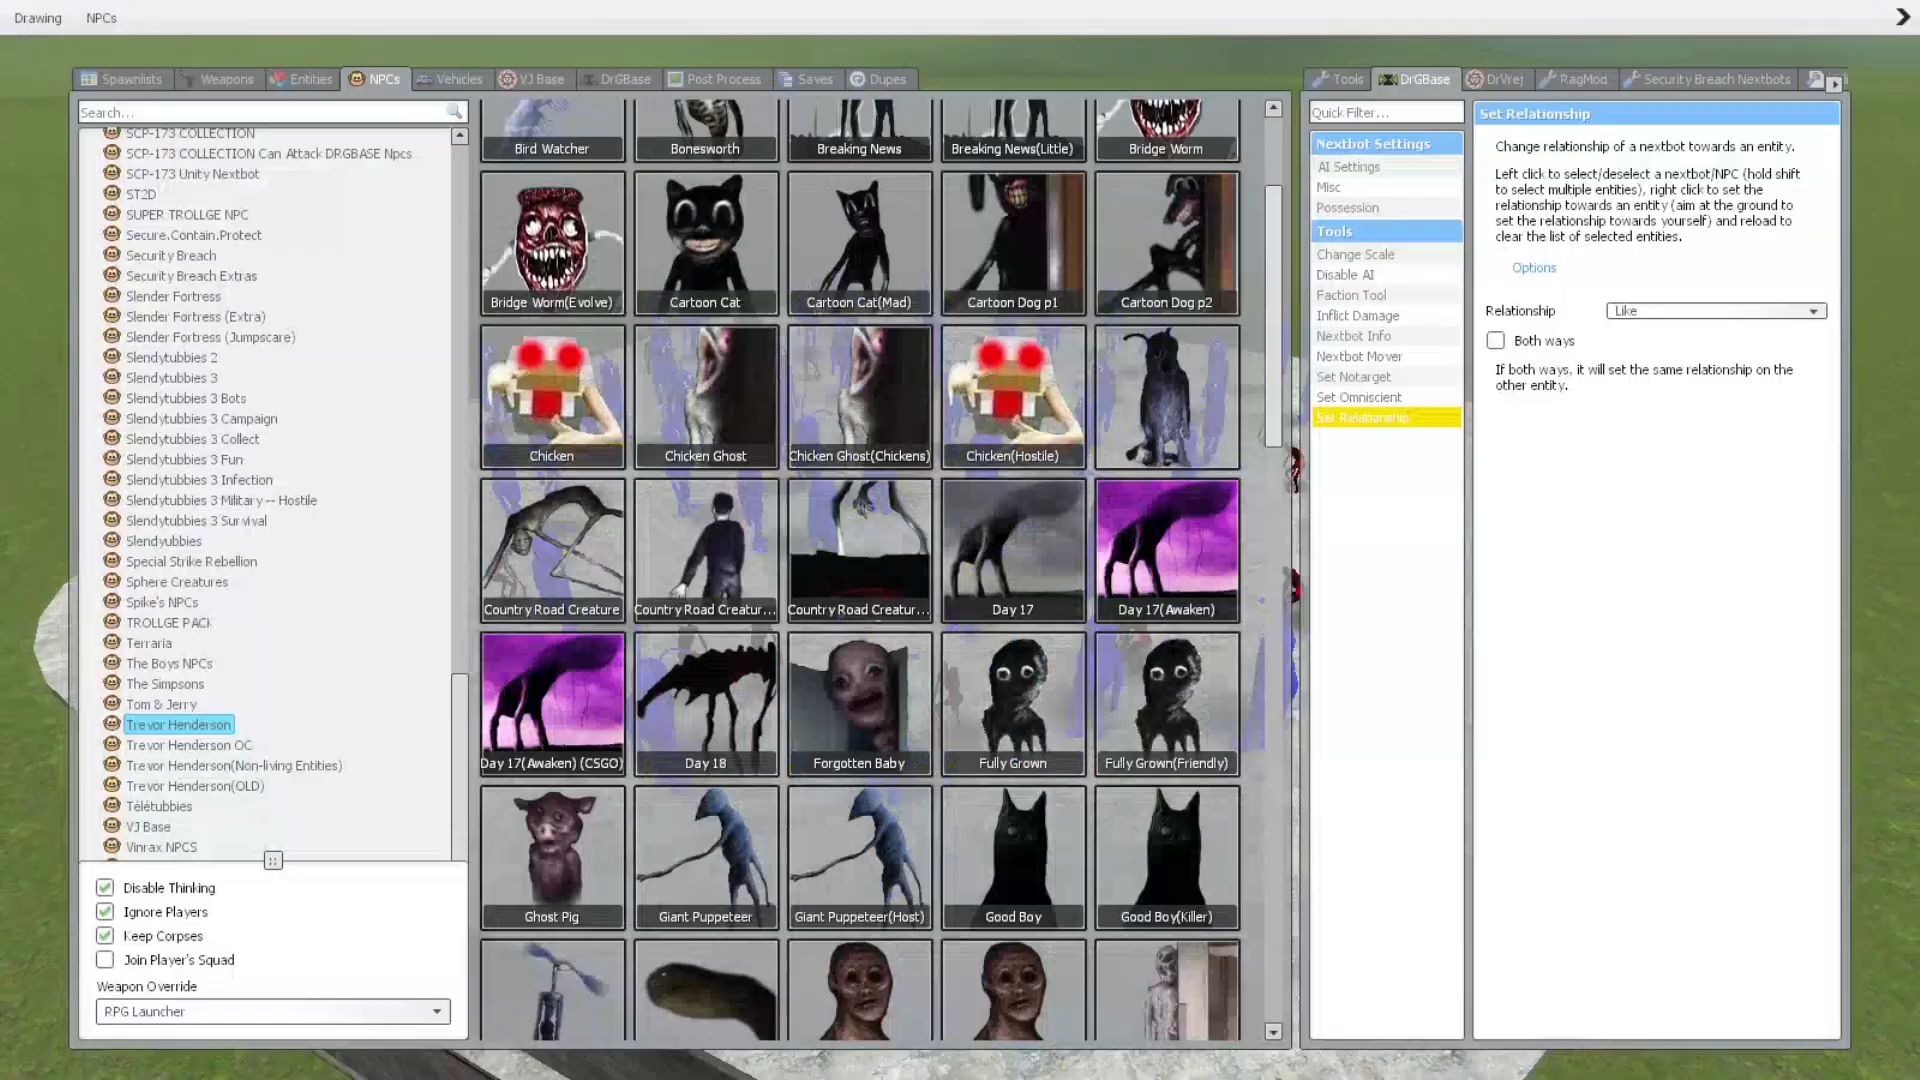 Drawing NPCs
Spawnlists Weapons Entities NPCs Vehicles VJ Base DrGBase Post Process Saves Dupes
Search...
SCP-173 COLLECTION
SCP-173 COLLECTION Can Attack DRGBASE Npcs
SCP-173 Unity Nextbot
ST2D
SUPER TROLLGE NPC
Secure.Contain.Protect
Security Breach
Security Breach Extras
Slender Fortress
Slender Fortress (Extra)
Slender Fortress (Jumpscare)
Slendytubbies 2
Slendytubbies 3
Slendytubbies 3 Bots
Slendytubbies 3 Campaign
Slendytubbies 3 Collect
Slendytubbies 3 Fun
Slendytubbies 3 Infection
Slendytubbies 3 Military -- Hostile
Slendytubbies 3 Survival
Slendyubbies
Special Strike Rebellion
Sphere Creatures
Spike's NPCs
TROLLGE PACK
Terraria
The Boys NPCs
The Simpsons
Tom & Jerry
Trevor Henderson
Trevor Henderson OC
Trevor Henderson(Non-living Entities)
Trevor Henderson(OLD)
Télétubbies
VJ Base
Vinrax NPCS
Disable Thinking
Ignore Players
Keep Corpses
Join Player's Squad
Weapon Override
RPG Launcher
Bird Watcher Bonesworth Breaking News Breaking News(Little) Bridge Worm
Bridge Worm(Evolve) Cartoon Cat Cartoon Cat(Mad) Cartoon Dog p1 Cartoon Dog p2
Chicken Chicken Ghost Chicken Ghost(Chickens) Chicken(Hostile)
Country Road Creature Country Road Creatur... Country Road Creatur... Day 17 Day 17(Awaken)
Day 17(Awaken) (CSGO) Day 18 Forgotten Baby Fully Grown Fully Grown(Friendly)
Ghost Pig Giant Puppeteer Giant Puppeteer(Host) Good Boy Good Boy(Killer)
Tools DrGBase DrVrej RagMod Security Breach Nextbots
Quick Filter...
Nextbot Settings
AI Settings
Misc
Possession
Tools
Change Scale
Disable AI
Faction Tool
Inflict Damage
Nextbot Info
Nextbot Mover
Set Notarget
Set Omniscient
Set Relationship
Set Relationship
Change relationship of a nextbot towards an entity.
Left click to select/deselect a nextbot/NPC (hold shift
to select multiple entities), right click to set the
relationship towards an entity (aim at the ground to
set the relationship towards yourself) and reload to
clear the list of selected entities.
Options
Relationship Like
Both ways
If both ways, it will set the same relationship on the
other entity.